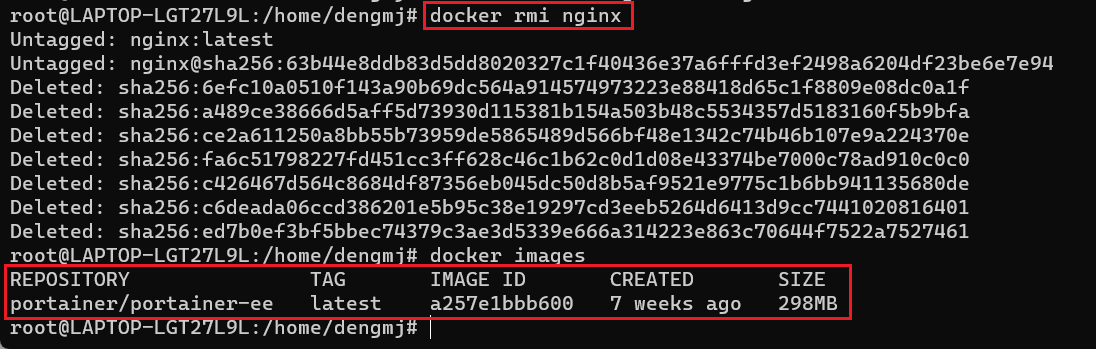 root@LAPTOP-LGT27L9L:/home/dengmj# docker rmi nginx
Untagged: nginx:latest
Untagged: nginx@sha256:63b44e8ddb83d5dd8020327c1f40436e37a6fffd3ef2498a6204df23be6e7e94
Deleted: sha256:6efc10a0510f143a90b69dc564a914574973223e88418d65c1f8809e08dc0a1f
Deleted: sha256:a489ce38666d5aff5d73930d115381b154a503b48c5534357d5183160f5b9bfa
Deleted: sha256:ce2a611250a8bb55b73959de5865489d566bf48e1342c74b46b107e9a224370e
Deleted: sha256:fa6c51798227fd451cc3ff628c46c1b62c0d1d08e43374be7000c78ad910c0c0
Deleted: sha256:c426467d564c8684df87356eb045dc50d8b5af9521e9775c1b6bb941135680de
Deleted: sha256:c6deada06ccd386201e5b95c38e19297cd3eeb5264d6413d9cc7441020816401
Deleted: sha256:ed7b0ef3bf5bbec74379c3ae3d5339e666a314223e863c70644f7522a7527461
root@LAPTOP-LGT27L9L:/home/dengmj# docker images
REPOSITORY TAG IMAGE ID CREATED SIZE
portainer/portainer-ee latest a257e1bbb600 7 weeks ago 298MB
root@LAPTOP-LGT27L9L:/home/dengmj#